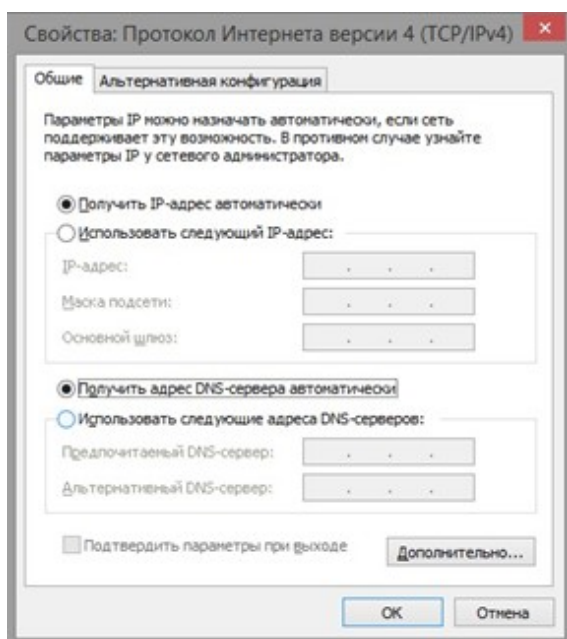 Свойства: Протокол Интернета версии 4 (TCP/IPv4)
Общие
Альтернативная конфигурация
Параметры IP можно назначать автоматически, если сеть
поддерживает эту возможность. В противном случае узнайте
параметры IP у сетевого администратора.
Получить IP-адрес автоматически
Использовать следующий IP-адрес:
IP-адрес:
Маска подсети:
Основной шлюз:
Получить адрес DNS-сервера автоматически
Использовать следующие адреса DNS-серверов:
Предпочитаемый DNS-сервер:
Альтернативный DNS-сервер:
Подтвердить параметры при выходе
Дополнительно...
ОК
Отмена